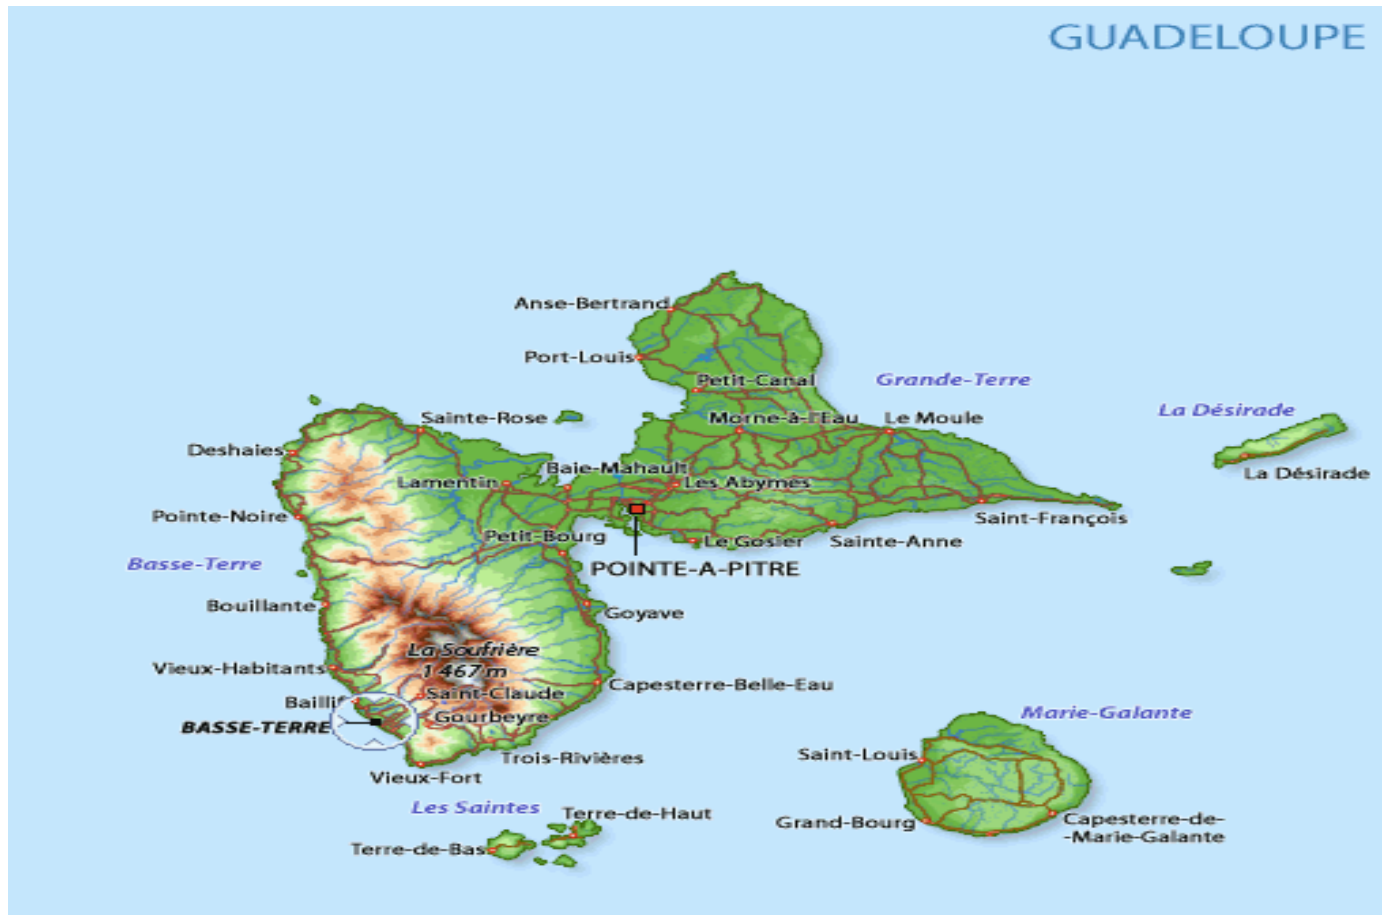 GUADELOUPE
Anse-Bertrand
Port-Louis
Petit-Canal
Grande-Terre
La Désirade
Sainte-Rose
Morne-à-l'Eau
Le Moule
Deshaies
Baie-Mahault
La Désirade
Lamentin
Les Abymes
Pointe-Noire
Saint-François
Petit-Bourg
Le Gosier
Sainte-Anne
Basse-Terre
POINTE-A-PITRE
Bouillante
Goyave
La Soufrière
1 467 m
Vieux-Habitants
Capesterre-Belle-Eau
Saint-Claude
Baillif
Marie-Galante
Gourbeyre
BASSE-TERRE
Trois-Rivières
Saint-Louis
Vieux-Fort
Les Saintes
Terre-de-Haut
Grand-Bourg
Capesterre-de-
-Marie-Galante
Terre-de-Bas